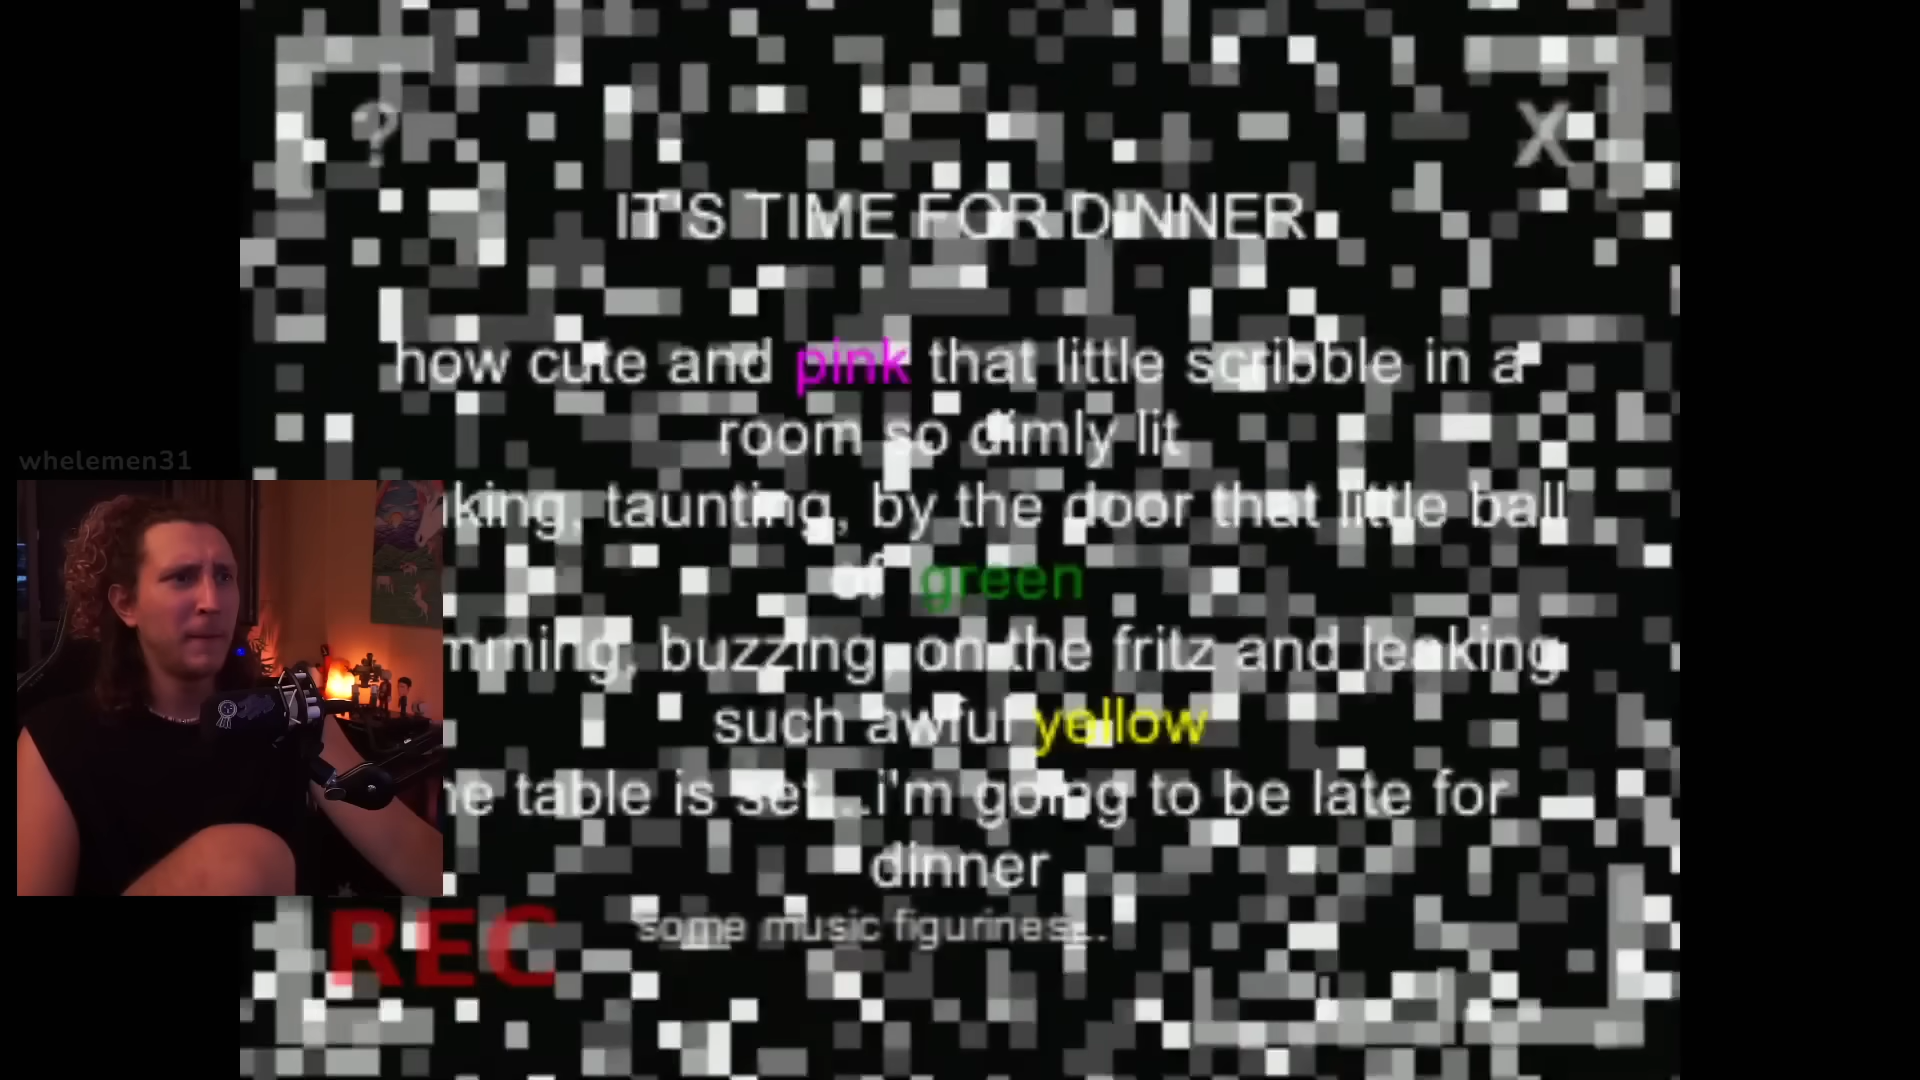 ?
X
IT'S TIME FOR DINNER
how cute and pink that little scribble in a
room so dimly lit
whelemen31
taunting, by the door that little ball
of green
buzzing, on the fritz and leaking
such awful yellow
table is set...i'm going to be late for
dinner
some music figurines...
REC